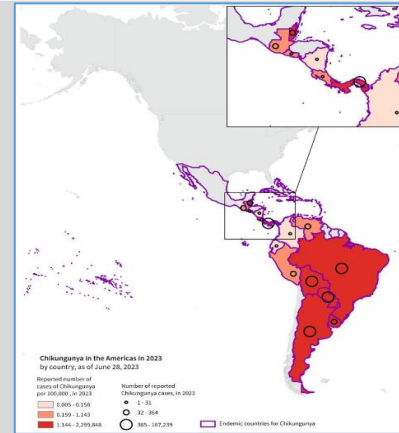 Chikungunya in the Americas in 2023
by country, as of June 28, 2023
Reported number of
cases of Chikungunya
per 100,000 , in 2023
0.005 - 0.158
0.159 - 1.143
1.144 - 2,299.848
Number of reported
Chikungunya cases, in 2023
1 - 31
32 - 364
365 - 167,239
Endemic countries for Chikungunya